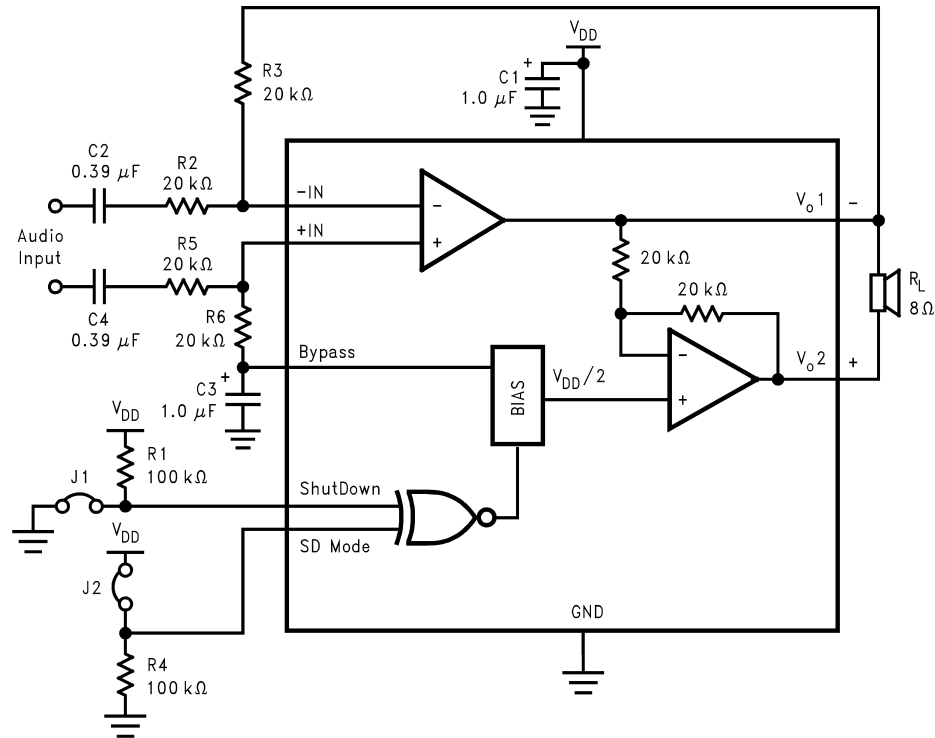 V_DD
C1
1.0 µF
+
R3
20 kΩ
C2
0.39 µF
R2
20 kΩ
-IN
-
V_o1
-
Audio
Input
R5
20 kΩ
+IN
+
20 kΩ
C4
0.39 µF
R6
20 kΩ
20 kΩ
R_L
8Ω
Bypass
-
V_o2
+
C3
1.0 µF
+
BIAS
V_DD/2
+
V_DD
R1
100 kΩ
J1
ShutDown
V_DD
SD Mode
J2
GND
R4
100 kΩ